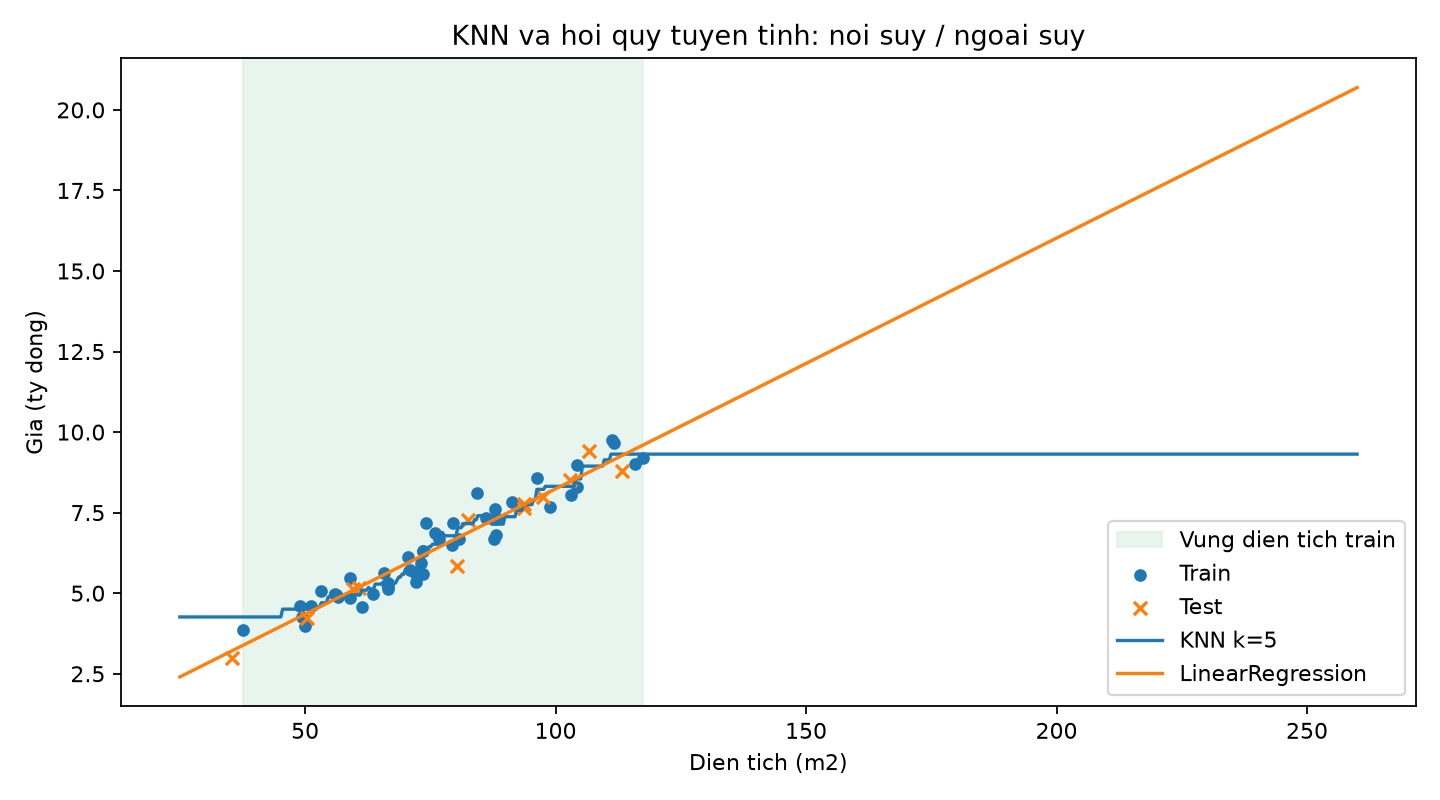 KNN va hoi quy tuyen tinh: noi suy / ngoai suy
Gia (ty dong)
20.0
17.5
15.0
12.5
10.0
7.5
5.0
2.5
Vung dien tich train
Train
Test
KNN k=5
LinearRegression
50
100
150
200
250
Dien tich (m2)